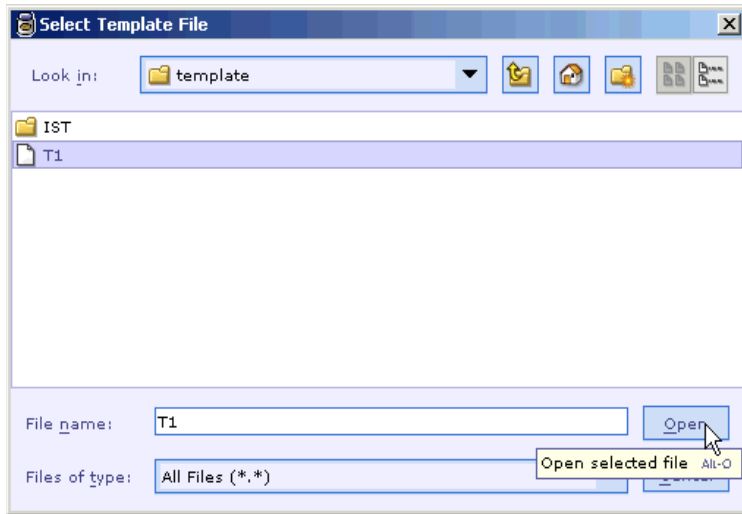 Select Template File
Look in: template
IST
T1
File name: T1 Open
Open selected file Alt-O
Files of type: All Files (*.*)